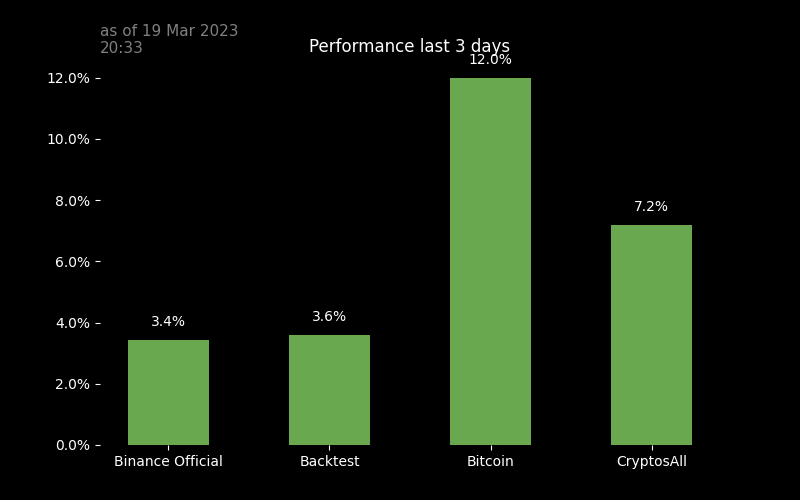 as of 19 Mar 2023
20:33
Performance last 3 days
12.0%
12.0%
10.0%
8.0%
7.2%
6.0%
4.0%
3.4%
3.6%
2.0%
0.0%
Binance Official
Backtest
Bitcoin
CryptosAll